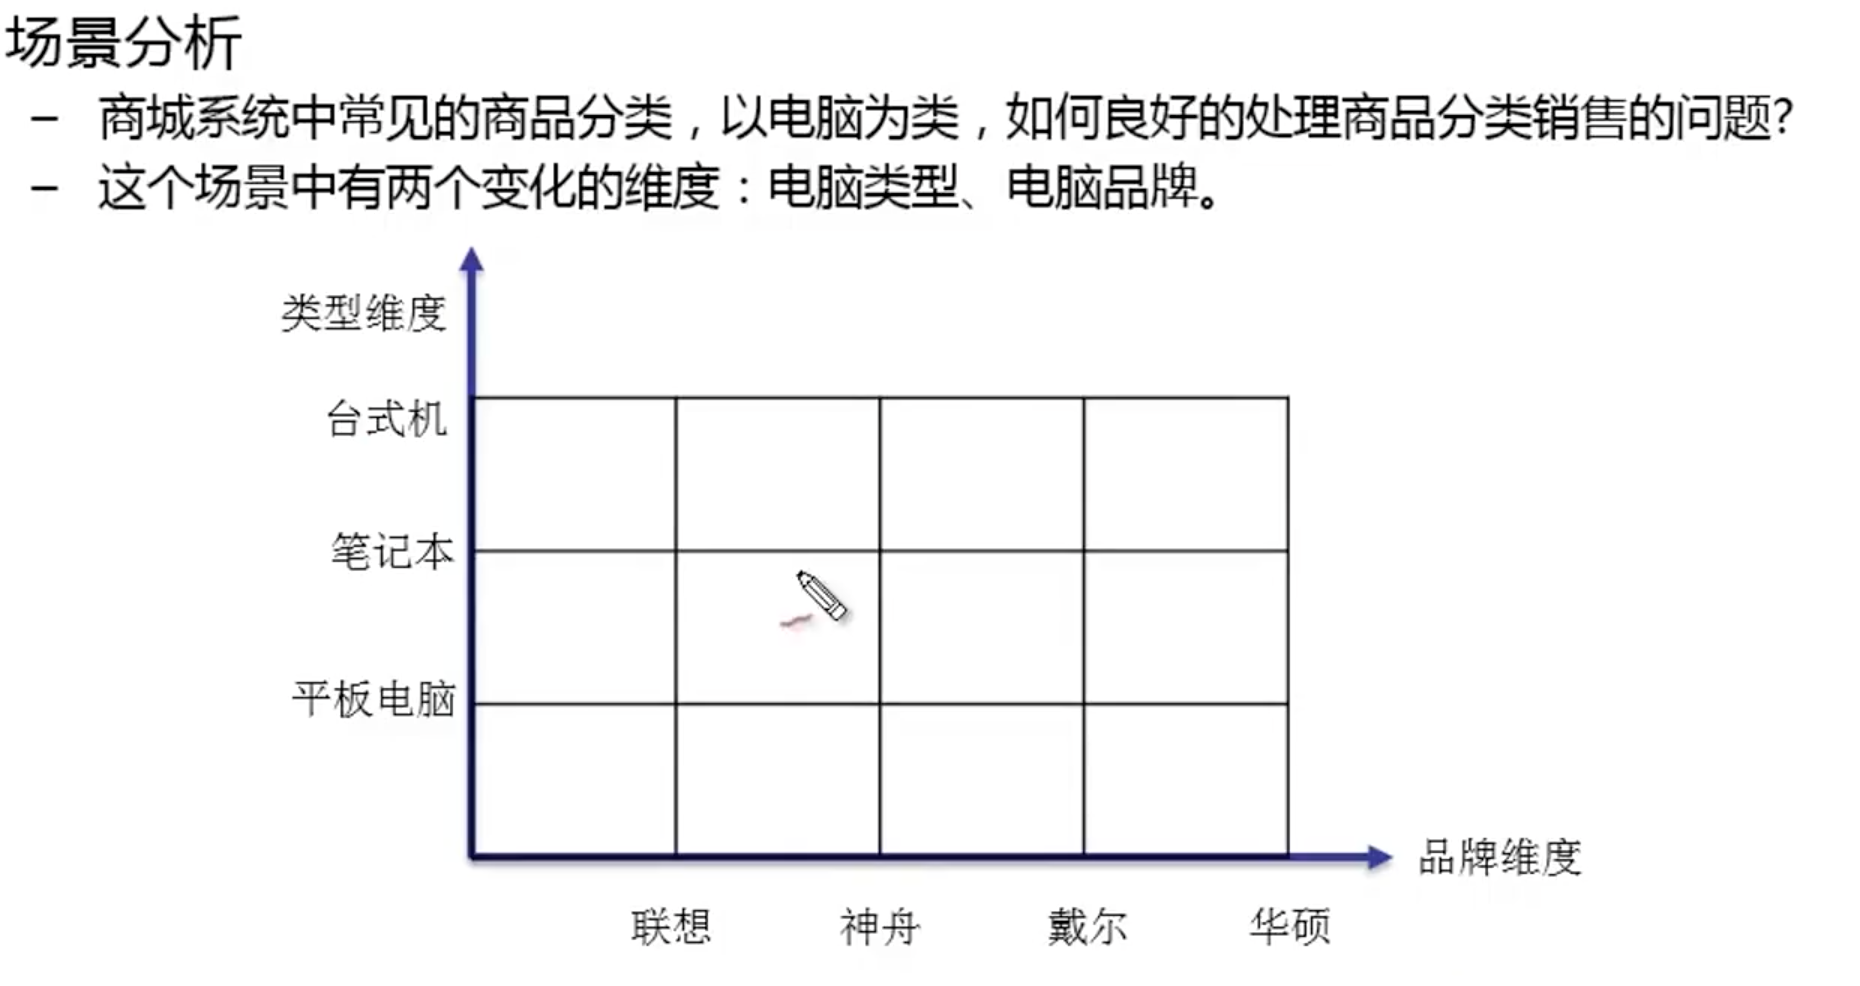 场景分析
– 商城系统中常见的商品分类，以电脑为类，如何良好的处理商品分类销售的问题?
– 这个场景中有两个变化的维度：电脑类型、电脑品牌。
类型维度
台式机
笔记本
平板电脑
品牌维度
联想 神舟 戴尔 华硕